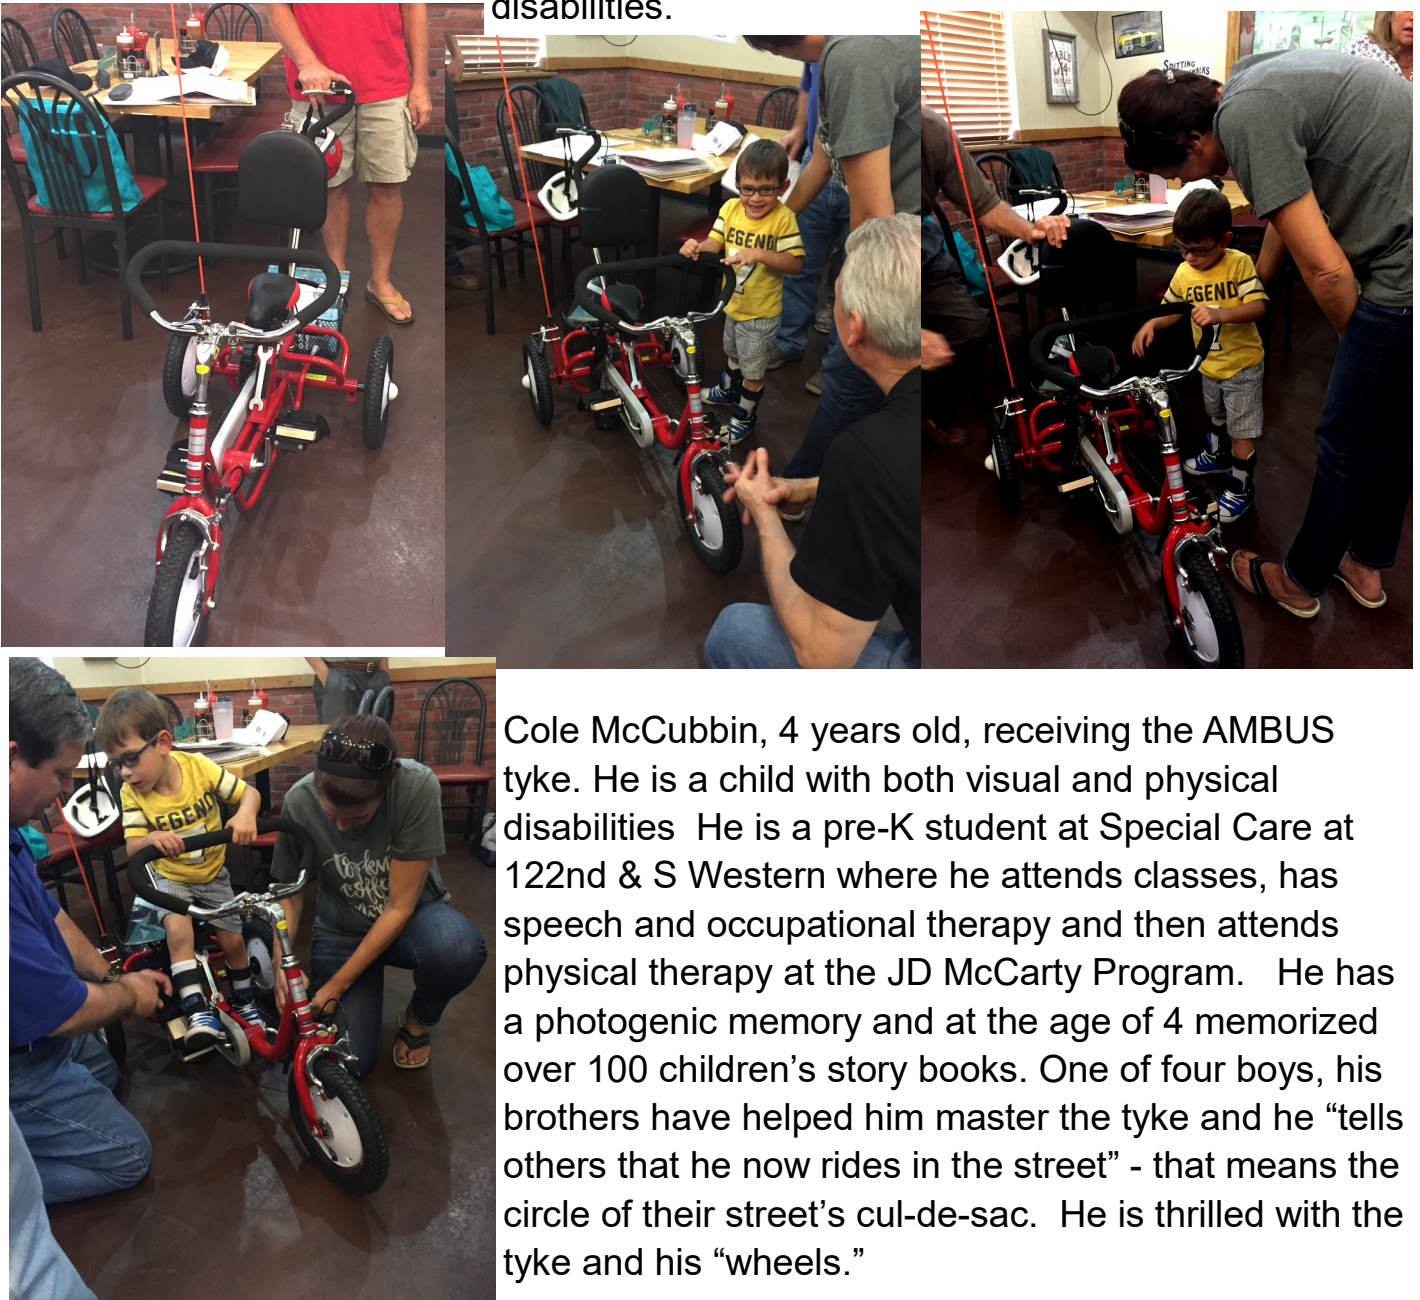 disabilities.
EGEND
SPITTING
EGEND
EGEND
Cole McCubbin, 4 years old, receiving the AMBUS
tyke. He is a child with both visual and physical
disabilities  He is a pre-K student at Special Care at
122nd & S Western where he attends classes, has
speech and occupational therapy and then attends
physical therapy at the JD McCarty Program.   He has
a photogenic memory and at the age of 4 memorized
over 100 children’s story books. One of four boys, his
brothers have helped him master the tyke and he “tells
others that he now rides in the street” - that means the
circle of their street’s cul-de-sac.  He is thrilled with the
tyke and his “wheels.”